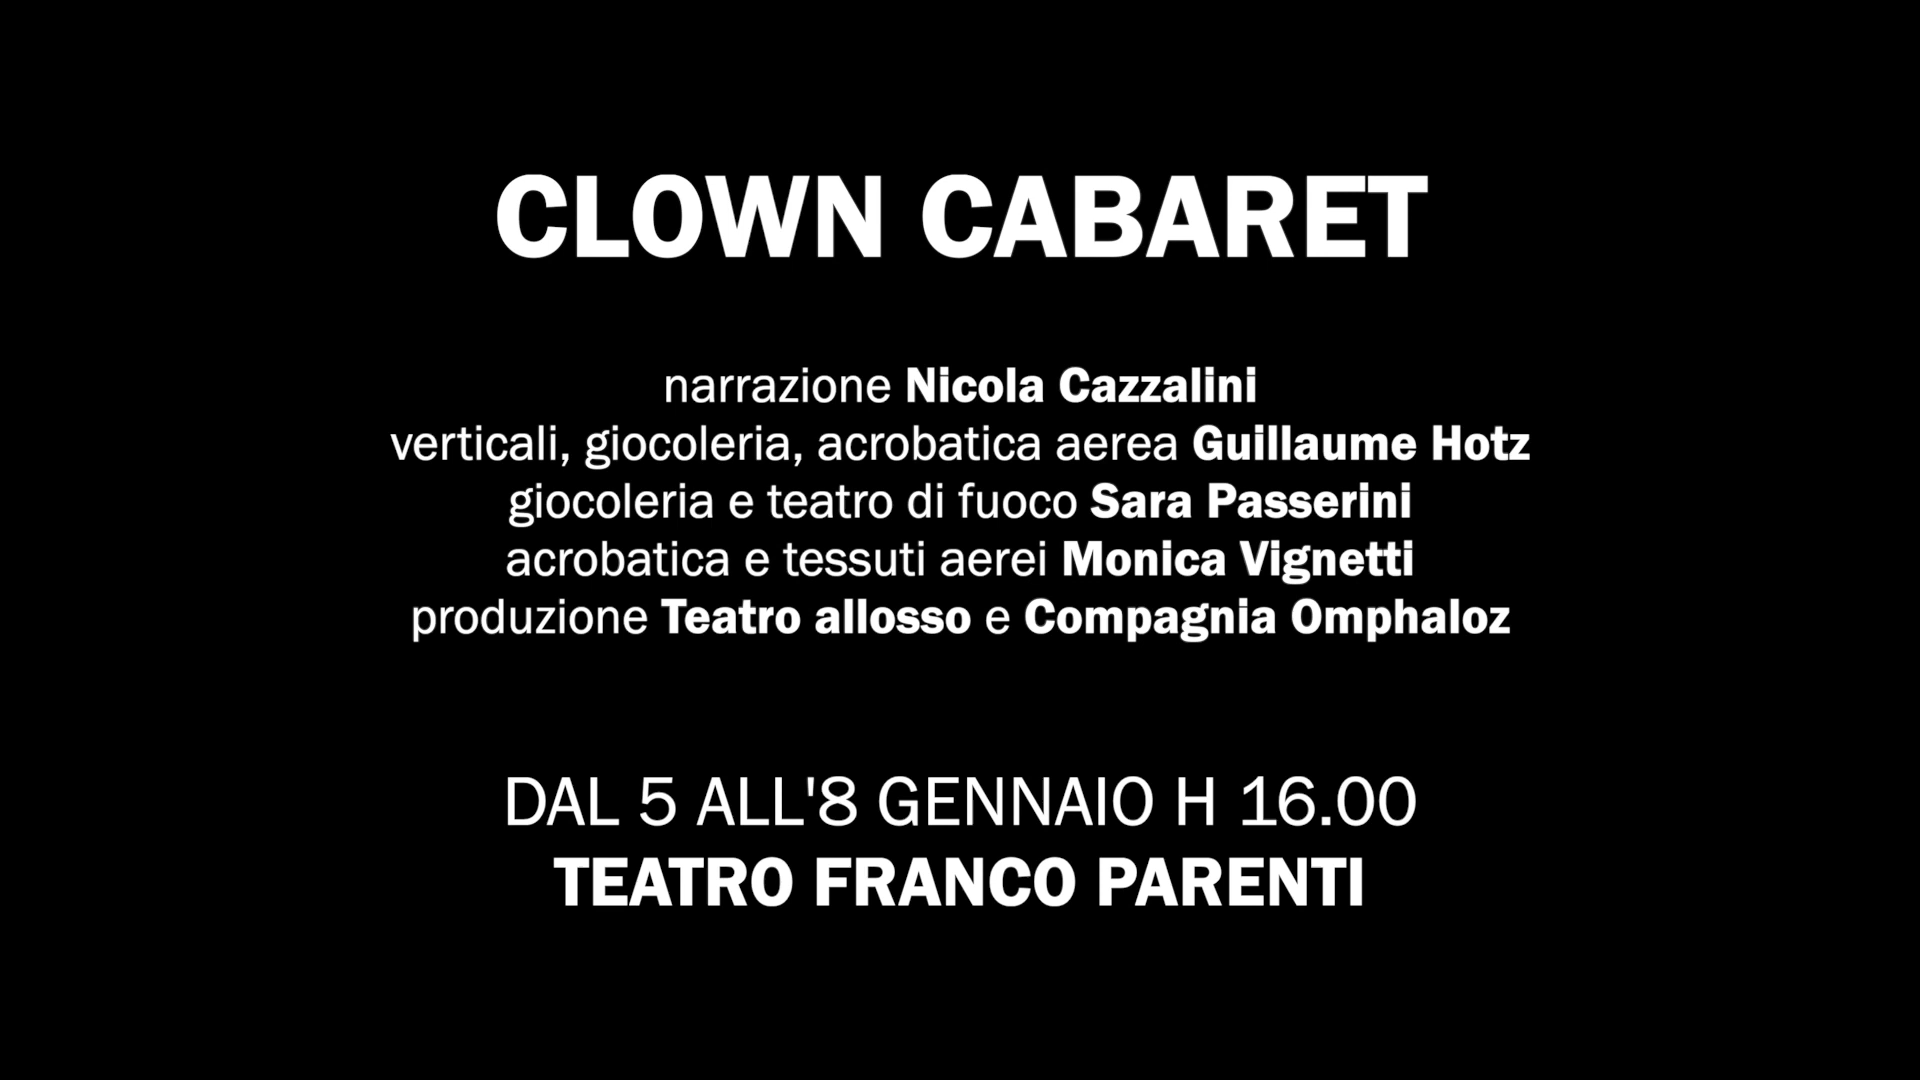 CLOWN CABARET
narrazione Nicola Cazzalini
verticali, giocoleria, acrobatica aerea Guillaume Hotz
giocoleria e teatro di fuoco Sara Passerini
acrobatica e tessuti aerei Monica Vignetti
produzione Teatro allosso e Compagnia Omphaloz
DAL 5 ALL'8 GENNAIO H 16.00
TEATRO FRANCO PARENTI